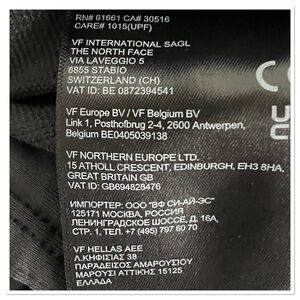 RN# 61661 CA# 30516
CARE# 1015(UPF)
VF INTERNATIONAL SAGL
THE NORTH FACE
VIA LAVEGGIO 5
6855 STABIO
SWITZERLAND (CH)
VAT ID: BE 0872394541
VF Europe BV / VF Belgium BV
Link 1, Posthofbrug 2-4, 2600 Antwerpen,
Belgium BE0405039138
VF NORTHERN EUROPE LTD.
15 ATHOLL CRESCENT, EDINBURGH, EH3 8HA,
GREAT BRITAIN GB
VAT ID: GB694828476
ИМПОРТЕР: ООО "ВФ СИ-АЙ-ЭС"
125171 МОСКВА, РОССИЯ
ЛЕНИНГРАДСКОЕ ШОССЕ, Д. 16А,
СТР. 1, ТЕЛ. +7 (495) 797 60 70
VF HELLAS AEE
Λ.ΚΗΦΙΣΙΑΣ 38
ΠΑΡΑΔΕΙΣΟΣ ΑΜΑΡΟΥΣΙΟΥ
ΜΑΡΟΥΣΙ ΑΤΤΙΚΗΣ 15125